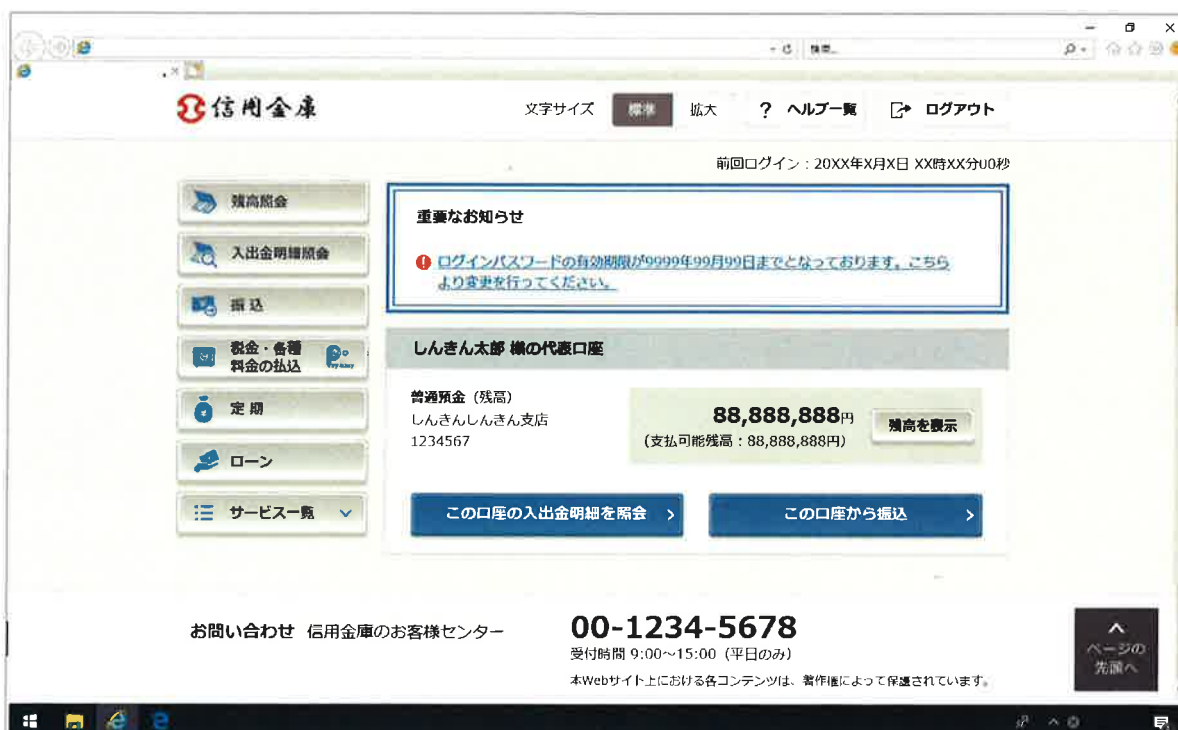 信用金庫
文字サイズ 標準 拡大 ? ヘルプ一覧 ログアウト
前回ログイン：20XX年X月X日 XX時XX分00秒
残高照会
入出金明細照会
振込
税金・各種
料金の払込
定期
ローン
サービス一覧
重要なお知らせ
ログインパスワードの有効期限が9999年99月99日までとなっております。こちら
より変更を行ってください。
しんきん太郎 様の代表口座
普通預金（残高）
しんきんしんきん支店
1234567
88,888,888円
（支払可能残高：88,888,888円）
残高を表示
この口座の入出金明細を照会
この口座から振込
お問い合わせ 信用金庫のお客様センター
00-1234-5678
受付時間 9:00～15:00（平日のみ）
本Webサイト上における各コンテンツは、著作権によって保護されています。
ページの
先頭へ